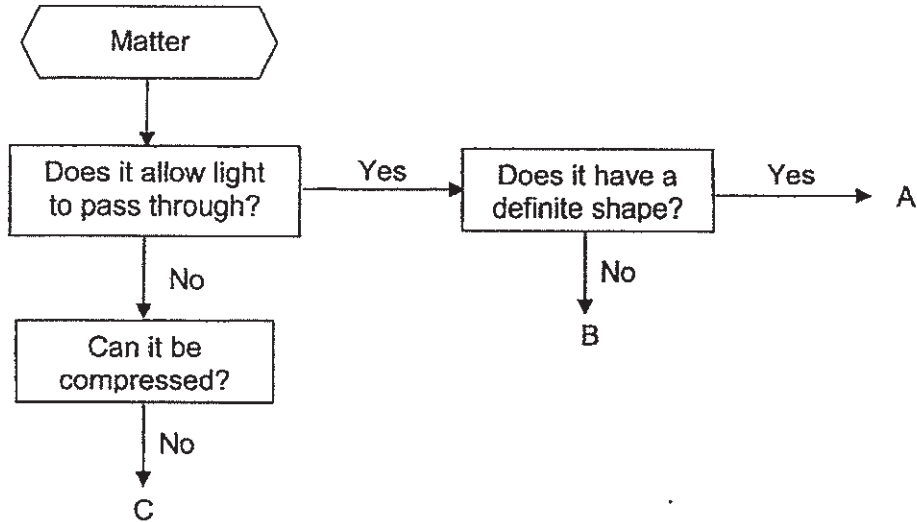 Matter
Does it allow light
to pass through?
Yes
Does it have a
definite shape?
Yes
A
No
No
B
Can it be
compressed?
No
C